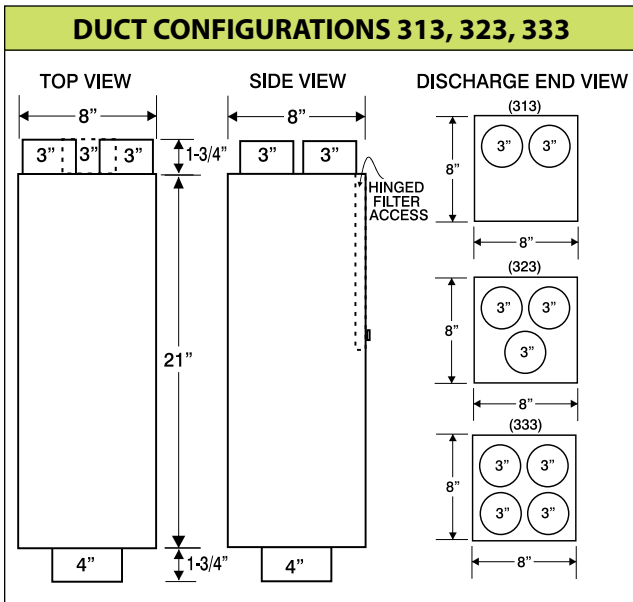 DUCT CONFIGURATIONS 313, 323, 333
TOP VIEW
8"
3" 3" 3"
1-3/4"
21"
4"
1-3/4"
SIDE VIEW
8"
3" 3"
HINGED
FILTER
ACCESS
4"
DISCHARGE END VIEW
(313)
3" 3"
8"
8"
(323)
3" 3"
8"
3"
8"
(333)
3" 3"
8"
3" 3"
8"